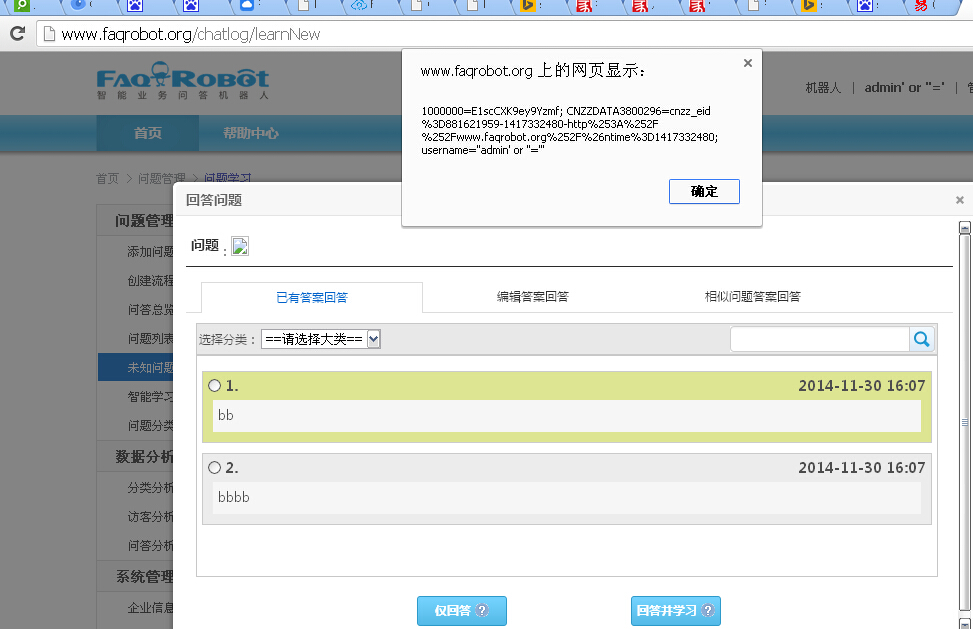 www.faqrobot.org/chatlog/learnNew
FAQROBOT
智能业务问答机器人
机器人 | admin' or "=' |
首页
帮助中心
首页 > 问题管理 > 问题学习
www.faqrobot.org 上的网页显示：
1000000=E1scCXK9ey9Yzmf; CNZZDATA3800296=cnzz_eid
%3D881621959-1417332480-http%253A%252F
%252Fwww.faqrobot.org%252F%26ntime%3D1417332480;
username="admin' or "=""
确定
问题管理
添加问题
创建流程
问答总览
问题列表
未知问题
智能学习
问题分类
数据分析
分类分析
访客分析
问答分析
系统管理
企业信息
回答问题
问题：
已有答案回答
编辑答案回答
相似问题答案回答
选择分类：
==请选择大类==
1.
2014-11-30 16:07
bb
2.
2014-11-30 16:07
bbbb
仅回答 ?
回答并学习 ?